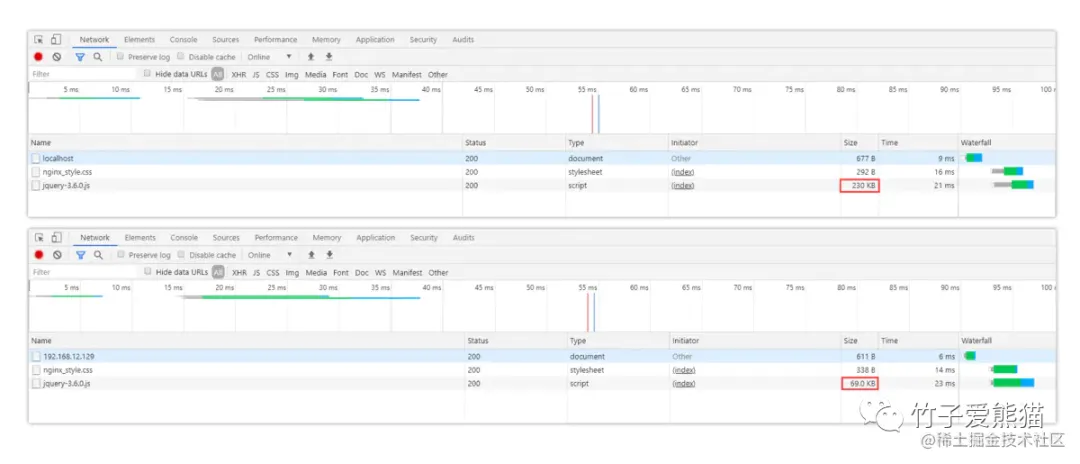 Network Elements Console Sources Performance Memory Application Security Audits
Preserve log Disable cache Online
Filter Hide data URLs All XHR JS CSS Img Media Font Doc WS Manifest Other
5 ms 10 ms 15 ms 20 ms 25 ms 30 ms 35 ms 40 ms 45 ms 50 ms 55 ms 60 ms 65 ms 70 ms 75 ms 80 ms 85 ms 90 ms 95 ms 100 ms
Name Status Type Initiator Size Time Waterfall
localhost 200 document Other 677 B 9 ms
nginx_style.css 200 stylesheet (index) 292 B 16 ms
jquery-3.6.0.js 200 script (index) 230 KB 21 ms
Network Elements Console Sources Performance Memory Application Security Audits
Preserve log Disable cache Online
Filter Hide data URLs All XHR JS CSS Img Media Font Doc WS Manifest Other
5 ms 10 ms 15 ms 20 ms 25 ms 30 ms 35 ms 40 ms 45 ms 50 ms 55 ms 60 ms 65 ms 70 ms 75 ms 80 ms 85 ms 90 ms 95 ms 100
Name Status Type Initiator Size Time Waterfall
192.168.12.129 200 document Other 611 B 6 ms
nginx_style.css 200 stylesheet (index) 338 B 14 ms
jquery-3.6.0.js 200 script (index) 69.0 KB 23 ms
竹子爱熊猫
@稀土掘金技术社区